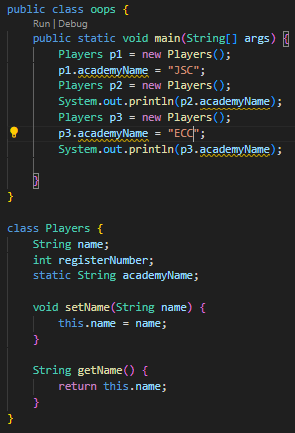 public class oops {
Run | Debug
    public static void main(String[] args) {
        Players p1 = new Players();
        p1.academyName = "JSC";
        Players p2 = new Players();
        System.out.println(p2.academyName);
        Players p3 = new Players();
        p3.academyName = "ECC";
        System.out.println(p3.academyName);
    }
}
class Players {
    String name;
    int registerNumber;
    static String academyName;
    void setName(String name) {
        this.name = name;
    }
    String getName() {
        return this.name;
    }
}